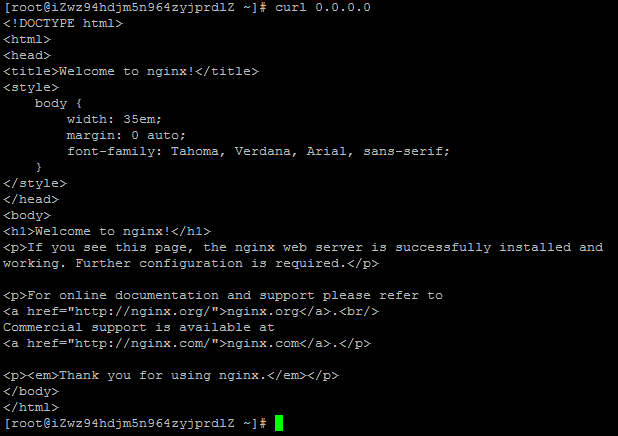 [root@iZwz94hdjm5n964zyjprdlZ ~]# curl 0.0.0.0
<!DOCTYPE html>
<html>
<head>
<title>Welcome to nginx!</title>
<style>
    body {
        width: 35em;
        margin: 0 auto;
        font-family: Tahoma, Verdana, Arial, sans-serif;
    }
</style>
</head>
<body>
<h1>Welcome to nginx!</h1>
<p>If you see this page, the nginx web server is successfully installed and
working. Further configuration is required.</p>

<p>For online documentation and support please refer to
<a href="http://nginx.org/">nginx.org</a>.<br/>
Commercial support is available at
<a href="http://nginx.com/">nginx.com</a>.</p>

<p><em>Thank you for using nginx.</em></p>
</body>
</html>
[root@iZwz94hdjm5n964zyjprdlZ ~]#